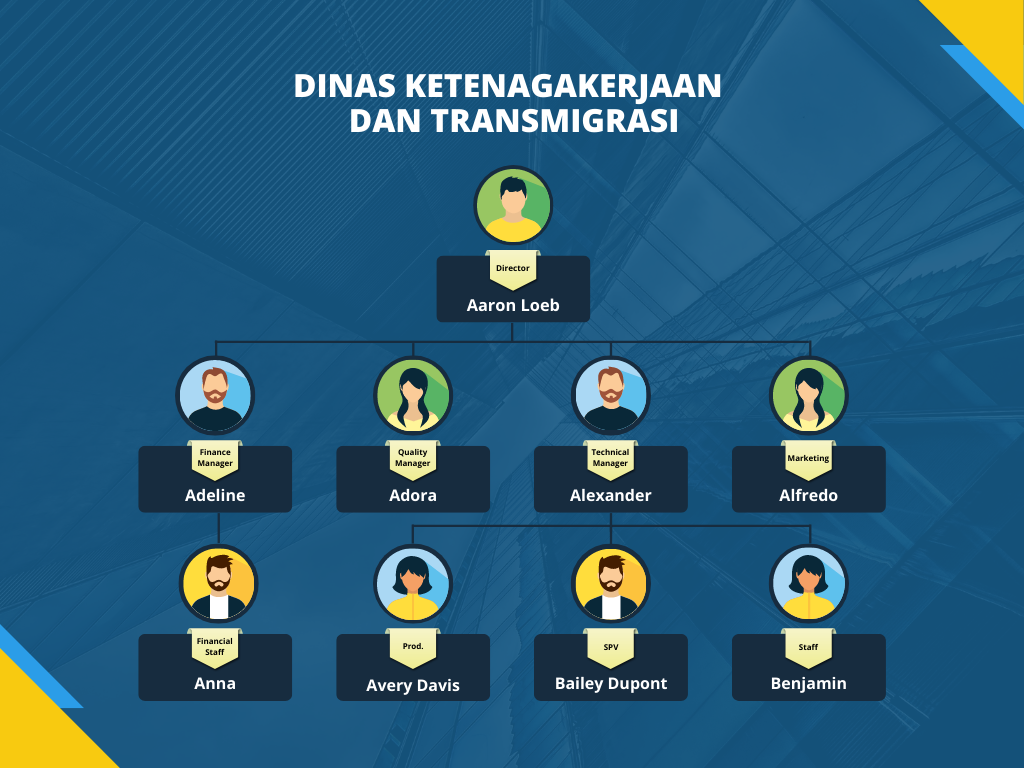 DINAS KETENAGAKERJAAN
DAN TRANSMIGRASI
Director
Aaron Loeb
Finance
Manager
Adeline
Quality
Manager
Adora
Technical
Manager
Alexander
Marketing
Alfredo
Financial
Staff
Anna
Prod.
Avery Davis
SPV
Bailey Dupont
Staff
Benjamin